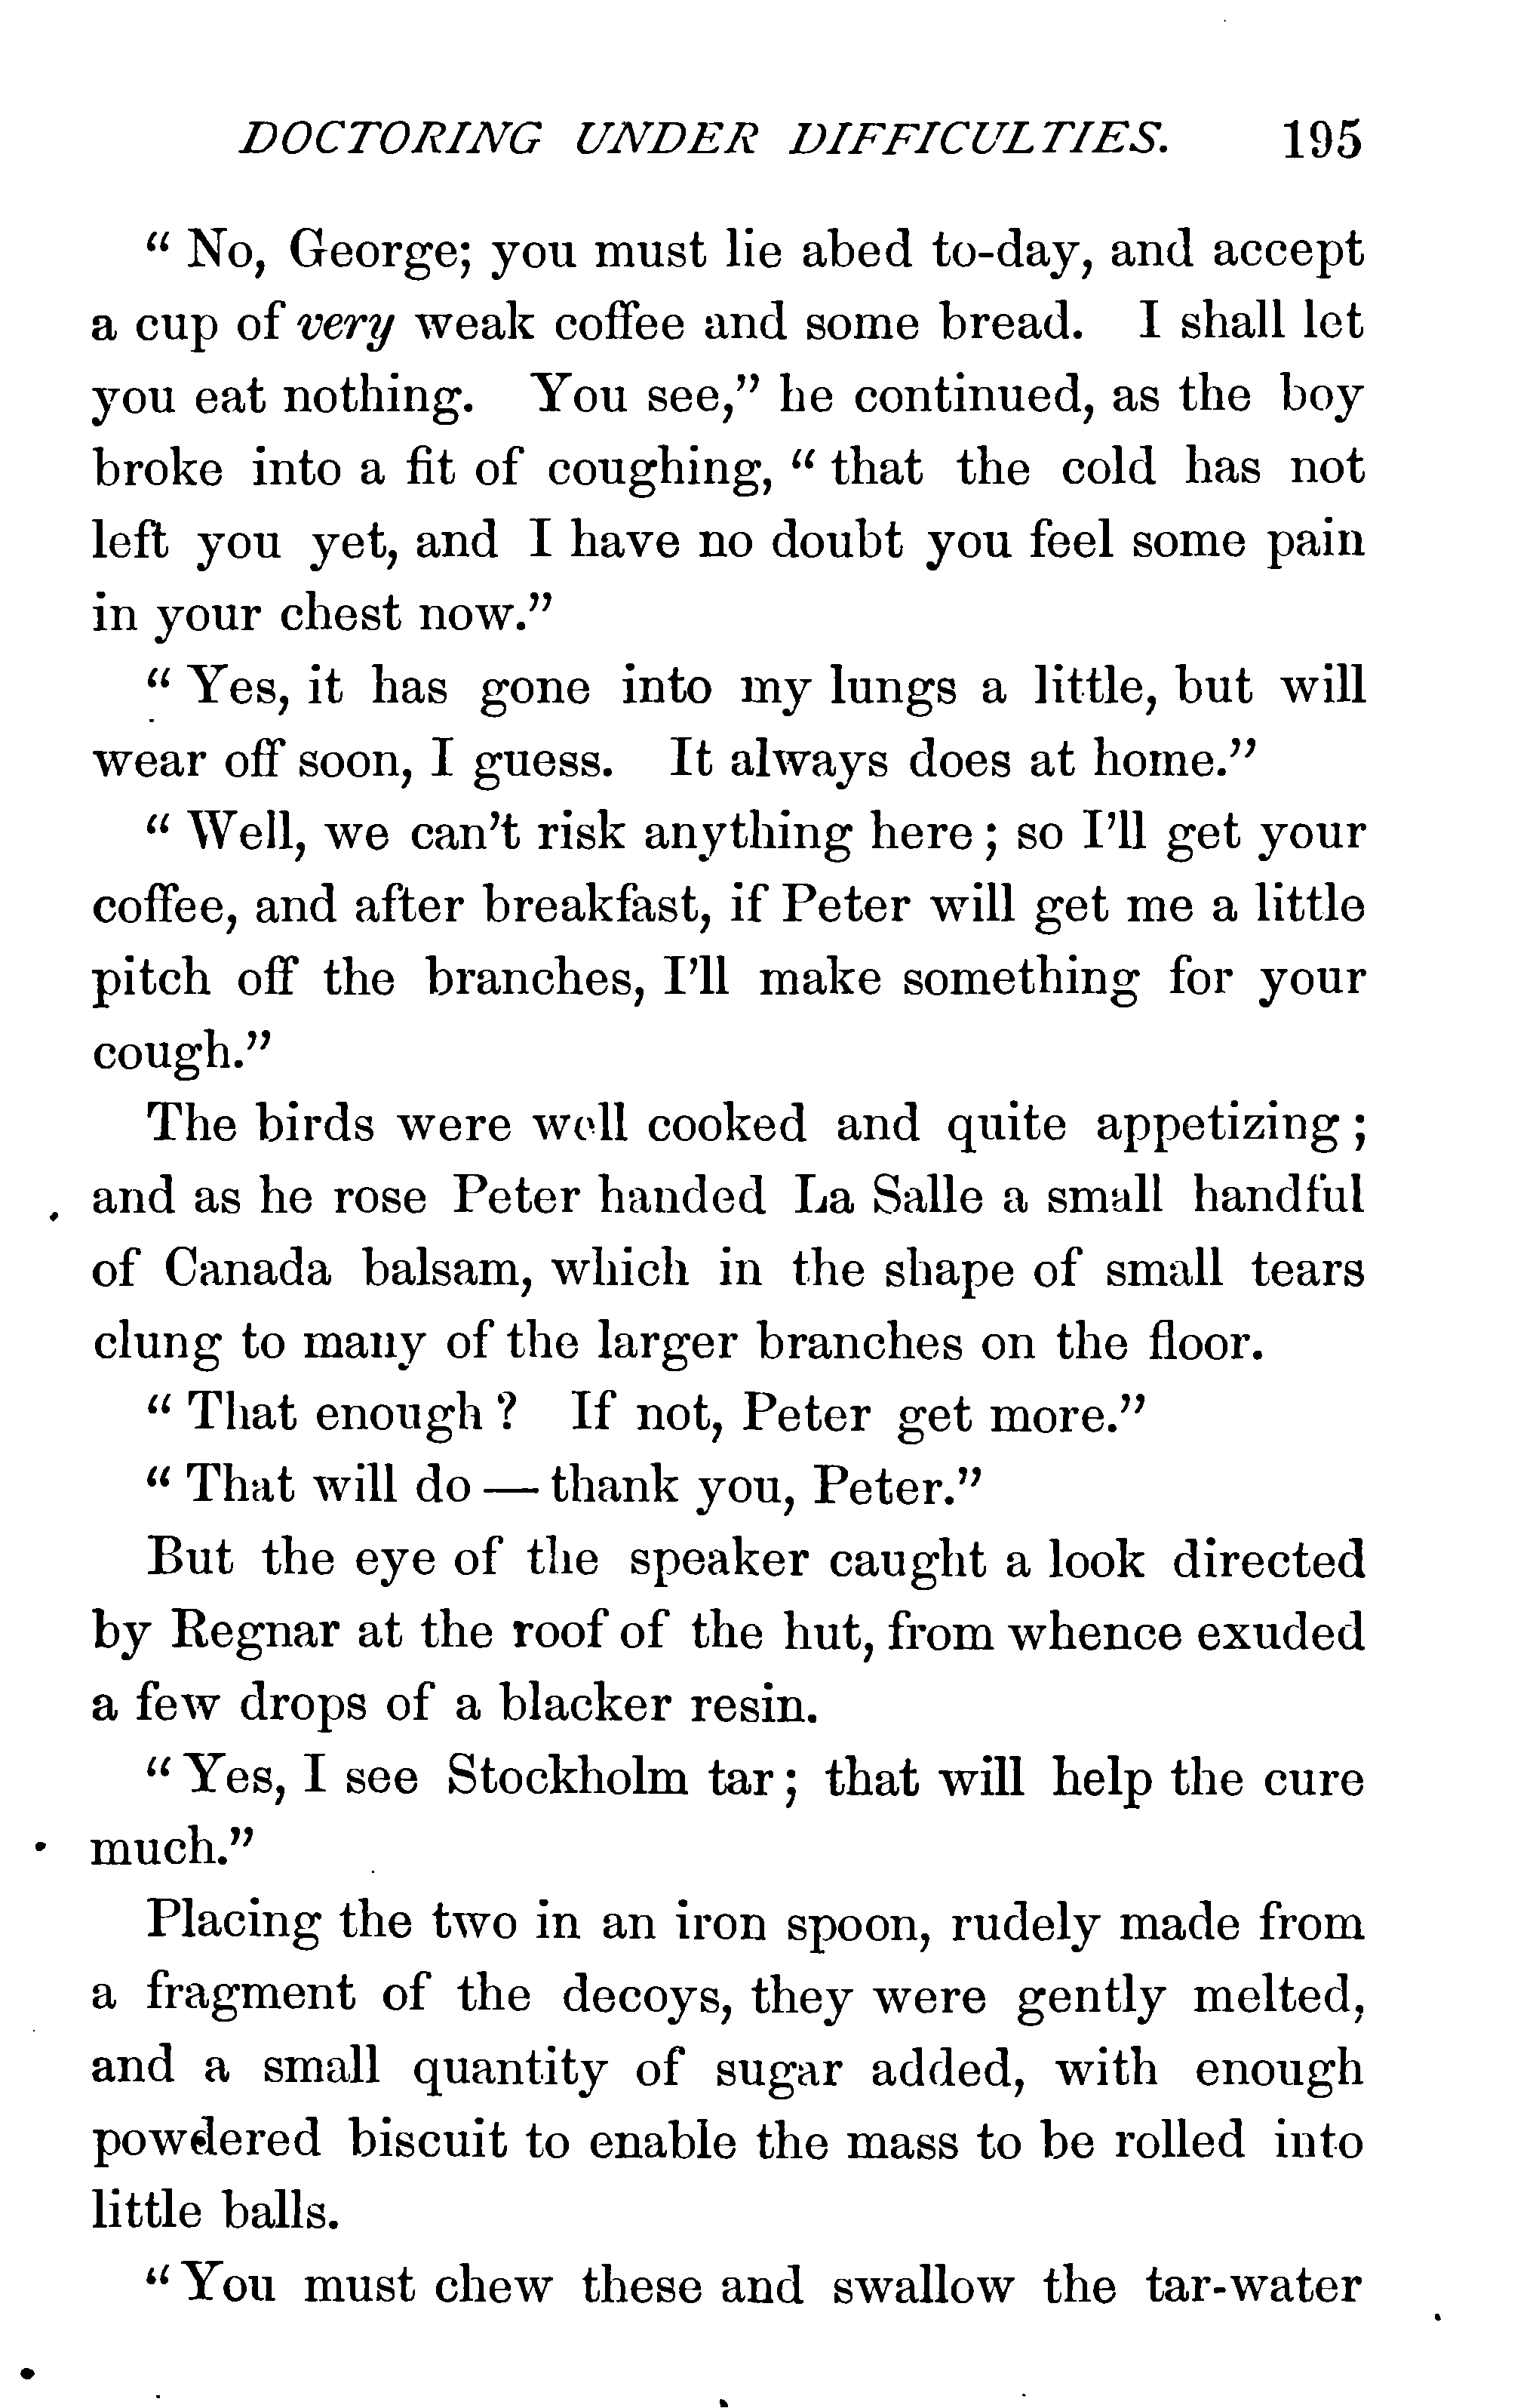 DOCTORING UNDER DIFFICULTIES. 195
“ No, George; you must lie abed to-day, and accept
a cup of very weak coffee and some bread. I shall let
you eat nothing. You see,” he continued, as the boy
broke into a fit of coughing, “ that the cold has not
left you yet, and I have no doubt you feel some pain
in your chest now.”
“ Yes, it has gone into my lungs a little, but will
wear off soon, I guess. It always does at home.”
“ Well, we can’t risk anything here ; so I’ll get your
coffee, and after breakfast, if Peter will get me a little
pitch off the branches, I’ll make something for your
cough.”
The birds were well cooked and quite appetizing ;
and as he rose Peter handed La Salle a small handful
of Canada balsam, which in the shape of small tears
clung to many of the larger branches on the floor.
“ That enough ? If not, Peter get more.”
“ That will do — thank you, Peter.”
But the eye of the speaker caught a look directed
by Regnar at the roof of the hut, from whence exuded
a few drops of a blacker resin.
“ Yes, I see Stockholm tar ; that will help the cure
much.”
Placing the two in an iron spoon, rudely made from
a fragment of the decoys, they were gently melted,
and a small quantity of sugar added, with enough
powdered biscuit to enable the mass to be rolled into
little balls.
“ You must chew these and swallow the tar-water